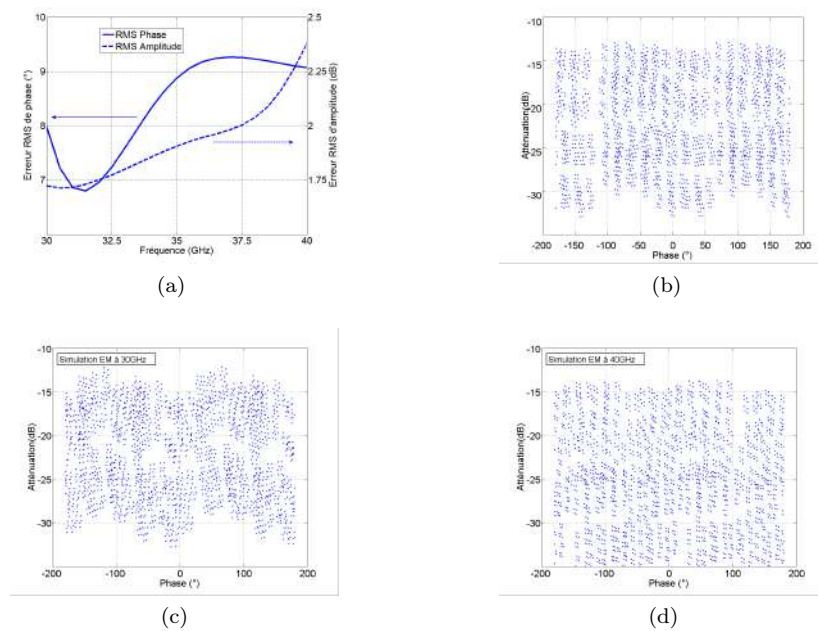 10
9
8
7
Erreur RMS de phase (°)
RMS Phase
RMS Amplitude
2.5
2.25
2
1.75
Erreur RMS d'amplitude (dB)
30
32.5
35
37.5
40
Fréquence (GHz)
(a)
-10
-15
-20
-25
-30
Atténuation(dB)
-200 -150 -100 -50 0 50 100 150 200
Phase (°)
(b)
Simulation EM à 30GHz
-10
-15
-20
-25
-30
Atténuation(dB)
-200 -100 0 100 200
Phase (°)
(c)
Simulation EM à 40GHz
-10
-15
-20
-25
-30
Atténuation(dB)
-200 -100 0 100 200
Phase (°)
(d)